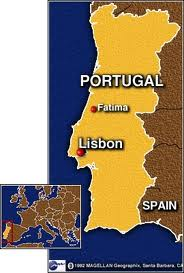 PORTUGAL
Fatima
Lisbon
SPAIN
© 1992 MAGELLAN Geographix, Santa Barbara, CA